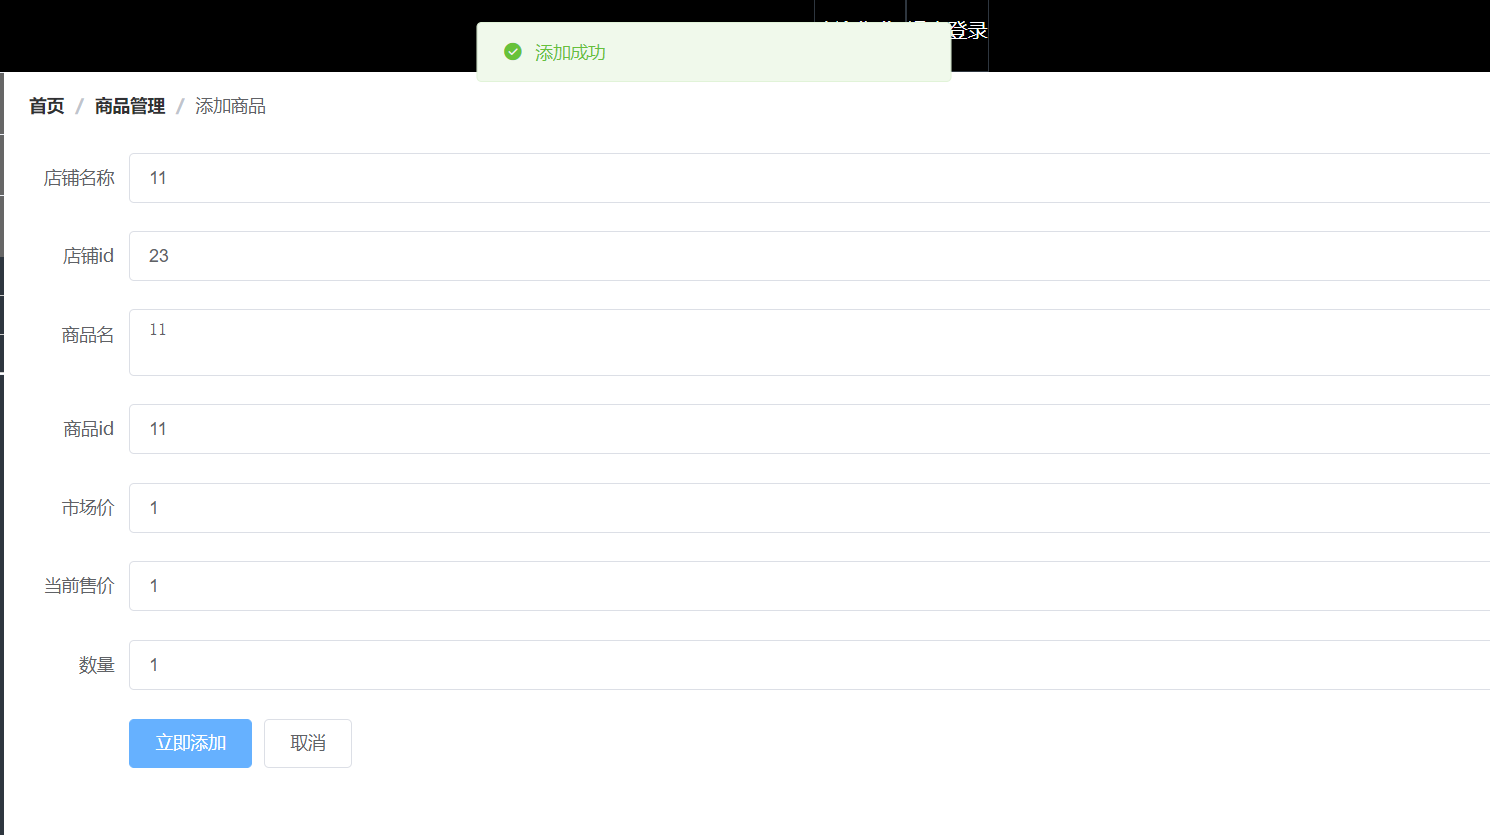 登录
添加成功
首页 / 商品管理 / 添加商品
店铺名称 11
店铺id 23
商品名 11
商品id 11
市场价 1
当前售价 1
数量 1
立即添加 取消